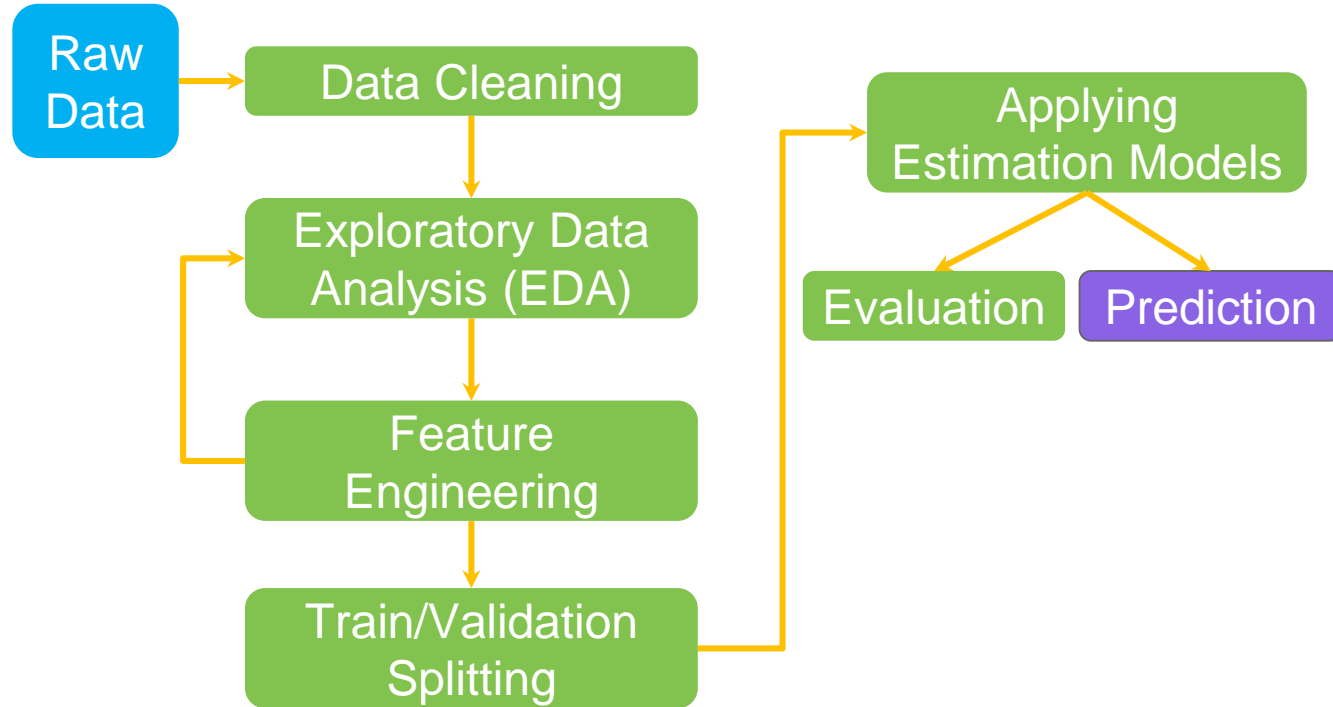 Raw
Data
Data Cleaning
Exploratory Data
Analysis (EDA)
Feature
Engineering
Train/Validation
Splitting
Applying
Estimation Models
Evaluation
Prediction